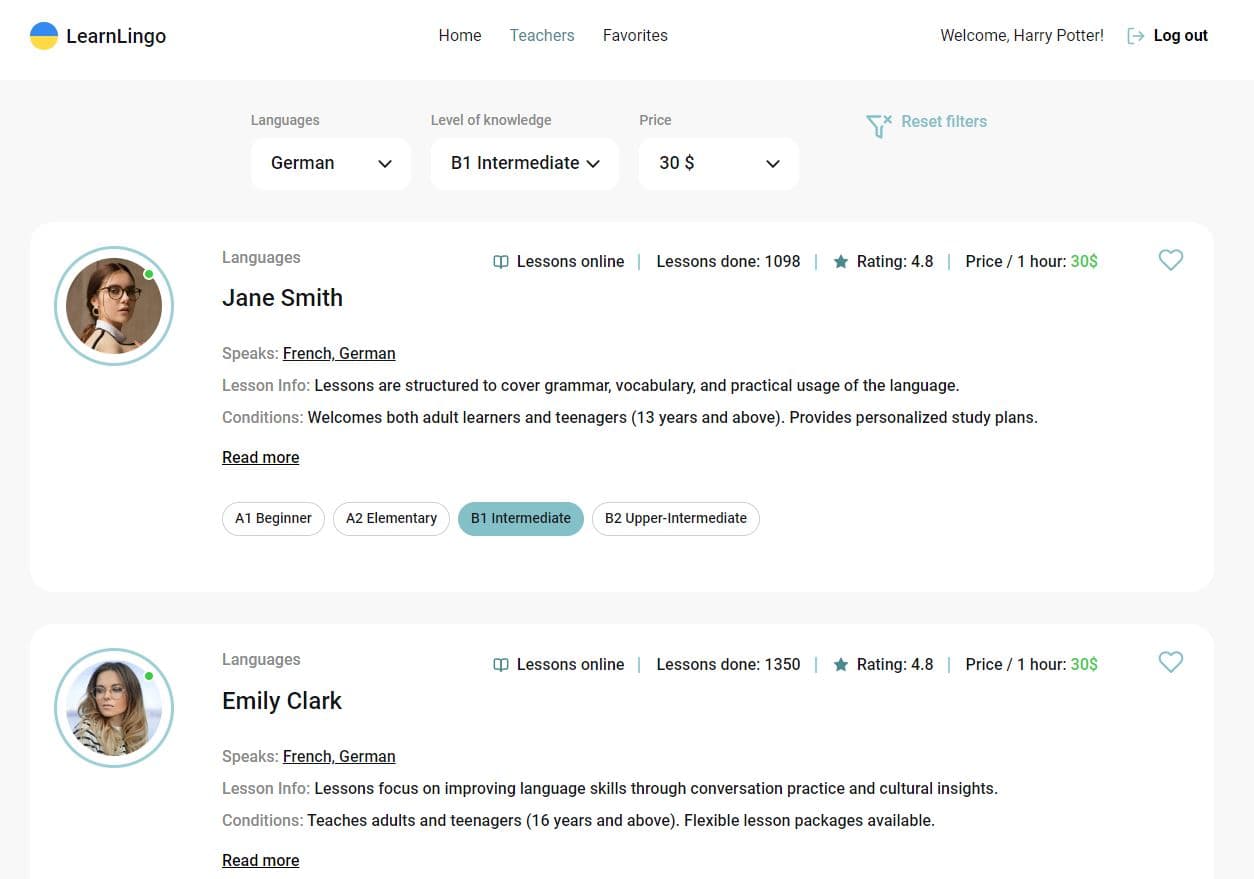 LearnLingo Home Teachers Favorites Welcome, Harry Potter! Log out
Languages Level of knowledge Price Reset filters
German B1 Intermediate 30 $
Languages Lessons online | Lessons done: 1098 | Rating: 4.8 | Price / 1 hour: 30$
Jane Smith
Speaks: French, German
Lesson Info: Lessons are structured to cover grammar, vocabulary, and practical usage of the language.
Conditions: Welcomes both adult learners and teenagers (13 years and above). Provides personalized study plans.
Read more
A1 Beginner A2 Elementary B1 Intermediate B2 Upper-Intermediate
Languages Lessons online | Lessons done: 1350 | Rating: 4.8 | Price / 1 hour: 30$
Emily Clark
Speaks: French, German
Lesson Info: Lessons focus on improving language skills through conversation practice and cultural insights.
Conditions: Teaches adults and teenagers (16 years and above). Flexible lesson packages available.
Read more